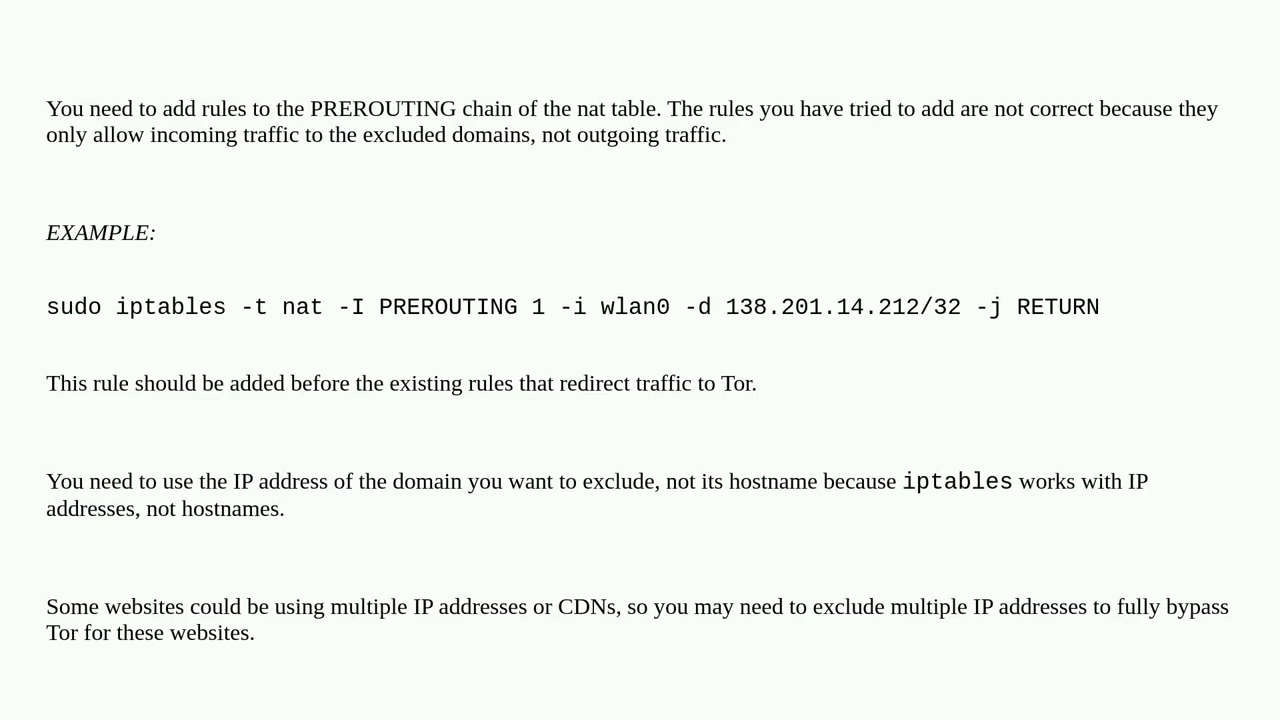 You need to add rules to the PREROUTING chain of the nat table. The rules you have tried to add are not correct because they
only allow incoming traffic to the excluded domains, not outgoing traffic.
EXAMPLE:
sudo iptables -t nat -I PREROUTING 1 -i wlan0 -d 138.201.14.212/32 -j RETURN
This rule should be added before the existing rules that redirect traffic to Tor.
You need to use the IP address of the domain you want to exclude, not its hostname because iptables works with IP
addresses, not hostnames.
Some websites could be using multiple IP addresses or CDNs, so you may need to exclude multiple IP addresses to fully bypass
Tor for these websites.